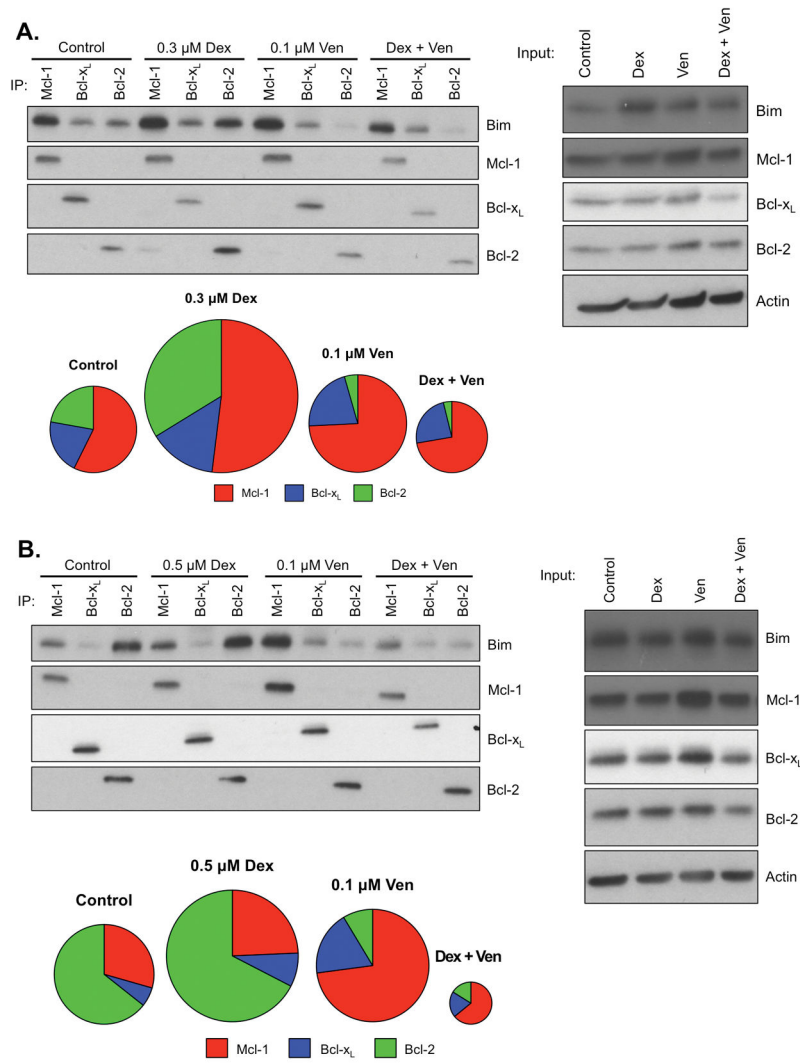 A.
Control 0.3 µM Dex 0.1 µM Ven Dex + Ven
IP: Mcl-1 Bcl-xL Bcl-2 Mcl-1 Bcl-xL Bcl-2 Mcl-1 Bcl-xL Bcl-2 Mcl-1 Bcl-xL Bcl-2
Bim
Mcl-1
Bcl-xL
Bcl-2
Input: Control Dex Ven Dex + Ven
Bim
Mcl-1
Bcl-xL
Bcl-2
Actin
0.3 µM Dex
Control
0.1 µM Ven
Dex + Ven
Mcl-1 Bcl-xL Bcl-2
B.
Control 0.5 µM Dex 0.1 µM Ven Dex + Ven
IP: Mcl-1 Bcl-xL Bcl-2 Mcl-1 Bcl-xL Bcl-2 Mcl-1 Bcl-xL Bcl-2 Mcl-1 Bcl-xL Bcl-2
Bim
Mcl-1
Bcl-xL
Bcl-2
Input: Control Dex Ven Dex + Ven
Bim
Mcl-1
Bcl-xL
Bcl-2
Actin
0.5 µM Dex
Control
0.1 µM Ven
Dex + Ven
Mcl-1 Bcl-xL Bcl-2